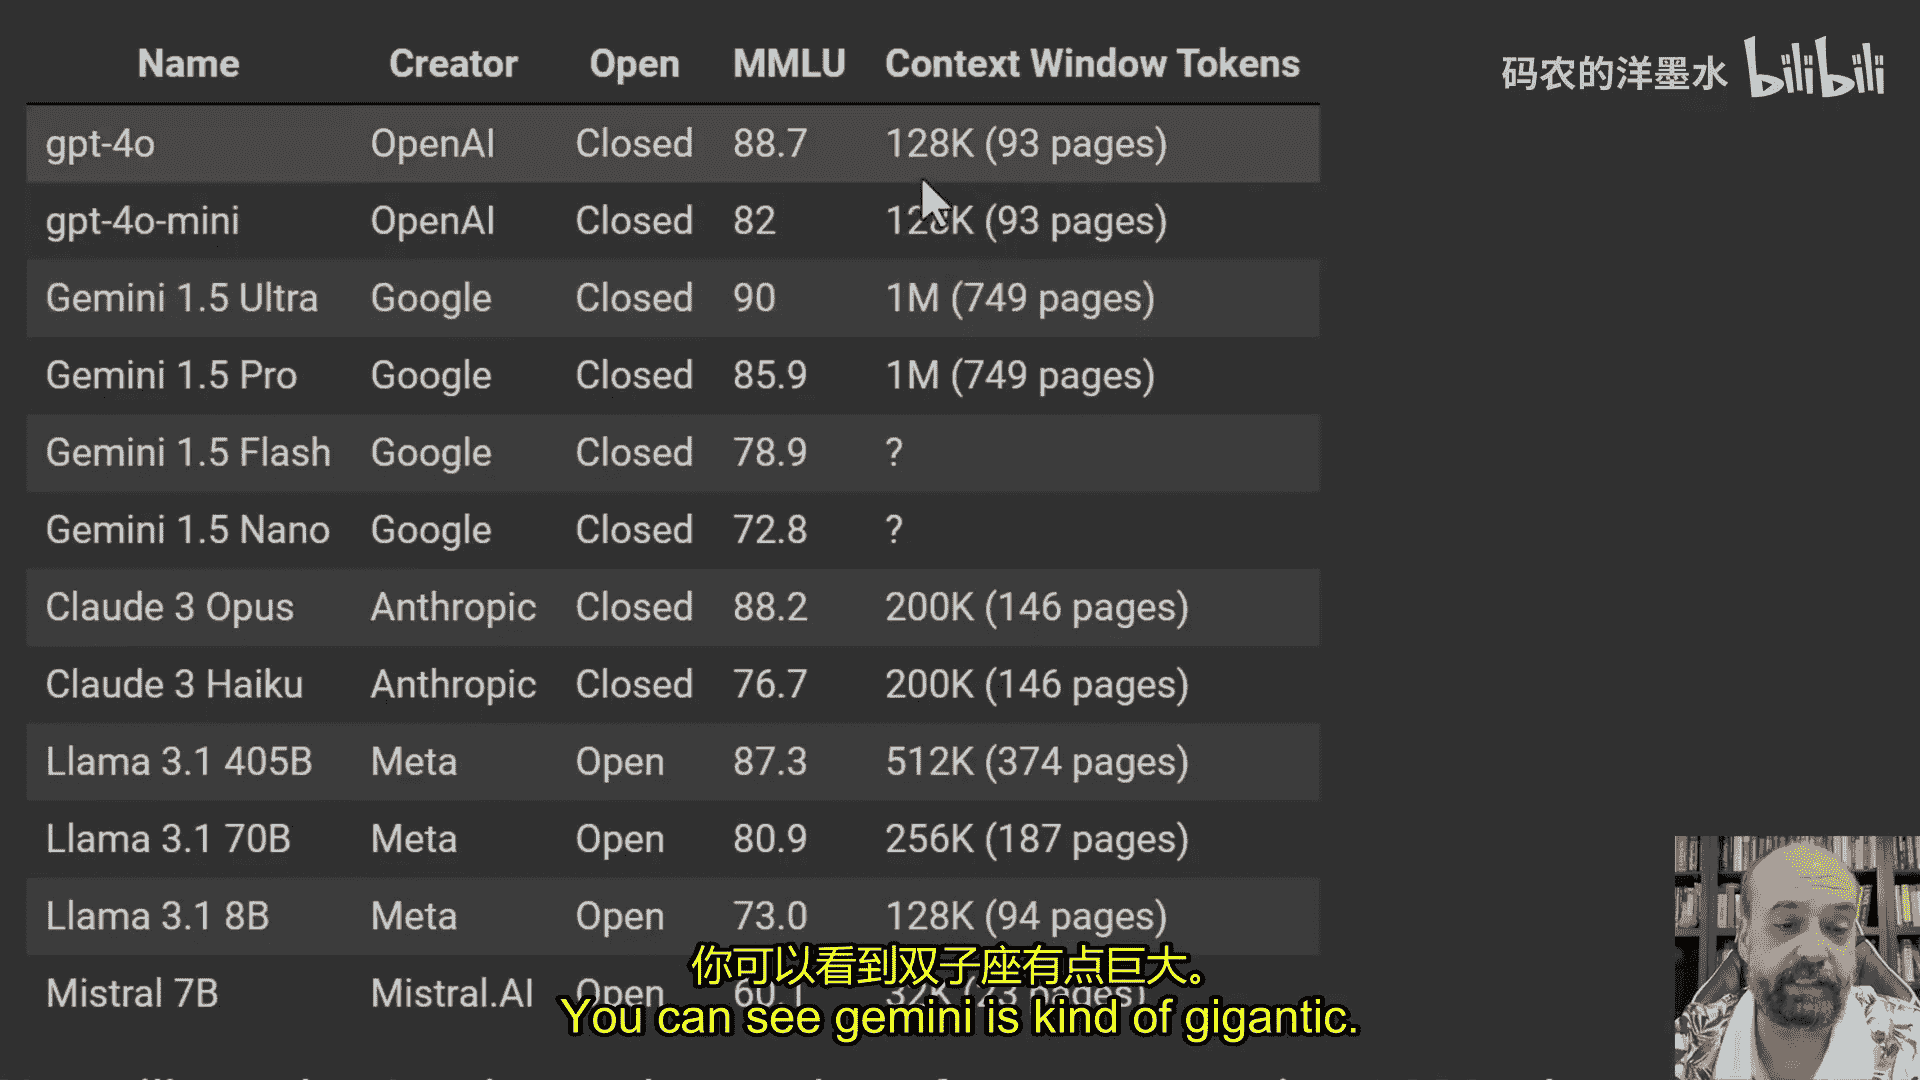 Name Creator Open MMLU Context Window Tokens
码农的洋墨水 bilibili
gpt-4o OpenAI Closed 88.7 128K (93 pages)
gpt-4o-mini OpenAI Closed 82 128K (93 pages)
Gemini 1.5 Ultra Google Closed 90 1M (749 pages)
Gemini 1.5 Pro Google Closed 85.9 1M (749 pages)
Gemini 1.5 Flash Google Closed 78.9 ?
Gemini 1.5 Nano Google Closed 72.8 ?
Claude 3 Opus Anthropic Closed 88.2 200K (146 pages)
Claude 3 Haiku Anthropic Closed 76.7 200K (146 pages)
Llama 3.1 405B Meta Open 87.3 512K (374 pages)
Llama 3.1 70B Meta Open 80.9 256K (187 pages)
Llama 3.1 8B Meta Open 73.0 128K (94 pages)
Mistral 7B Mistral.AI Open 60.1 32K (23 pages)
你可以看到双子座有点巨大。
You can see gemini is kind of gigantic.